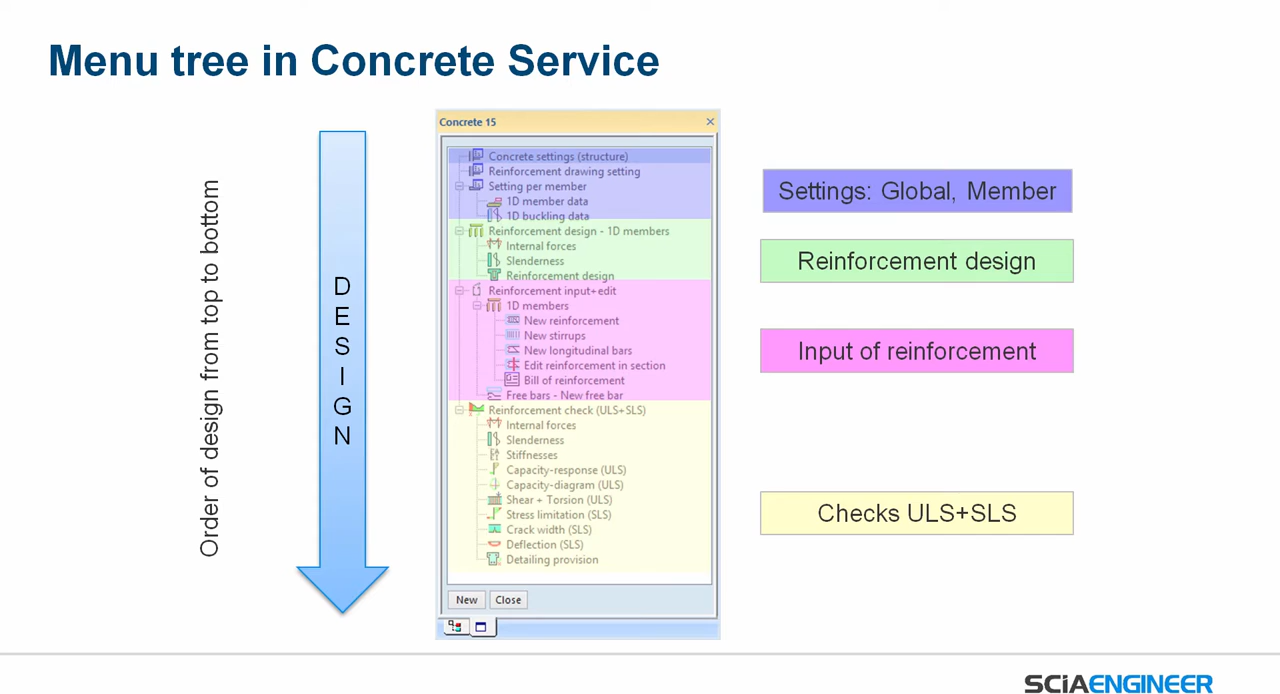 Menu tree in Concrete Service
Order of design from top to bottom
D
E
S
I
G
N
Concrete 15
Concrete settings (structure)
Reinforcement drawing setting
Setting per member
1D member data
1D buckling data
Reinforcement design - 1D members
Internal forces
Slenderness
Reinforcement design
Reinforcement input+edit
1D members
New reinforcement
New stirrups
New longitudinal bars
Edit reinforcement in section
Bill of reinforcement
Free bars - New free bar
Reinforcement check (ULS+SLS)
Internal forces
Slenderness
Stiffnesses
Capacity-response (ULS)
Capacity-diagram (ULS)
Shear + Torsion (ULS)
Stress limitation (SLS)
Crack width (SLS)
Deflection (SLS)
Detailing provision
New
Close
Settings: Global, Member
Reinforcement design
Input of reinforcement
Checks ULS+SLS
SCiAENGINEER